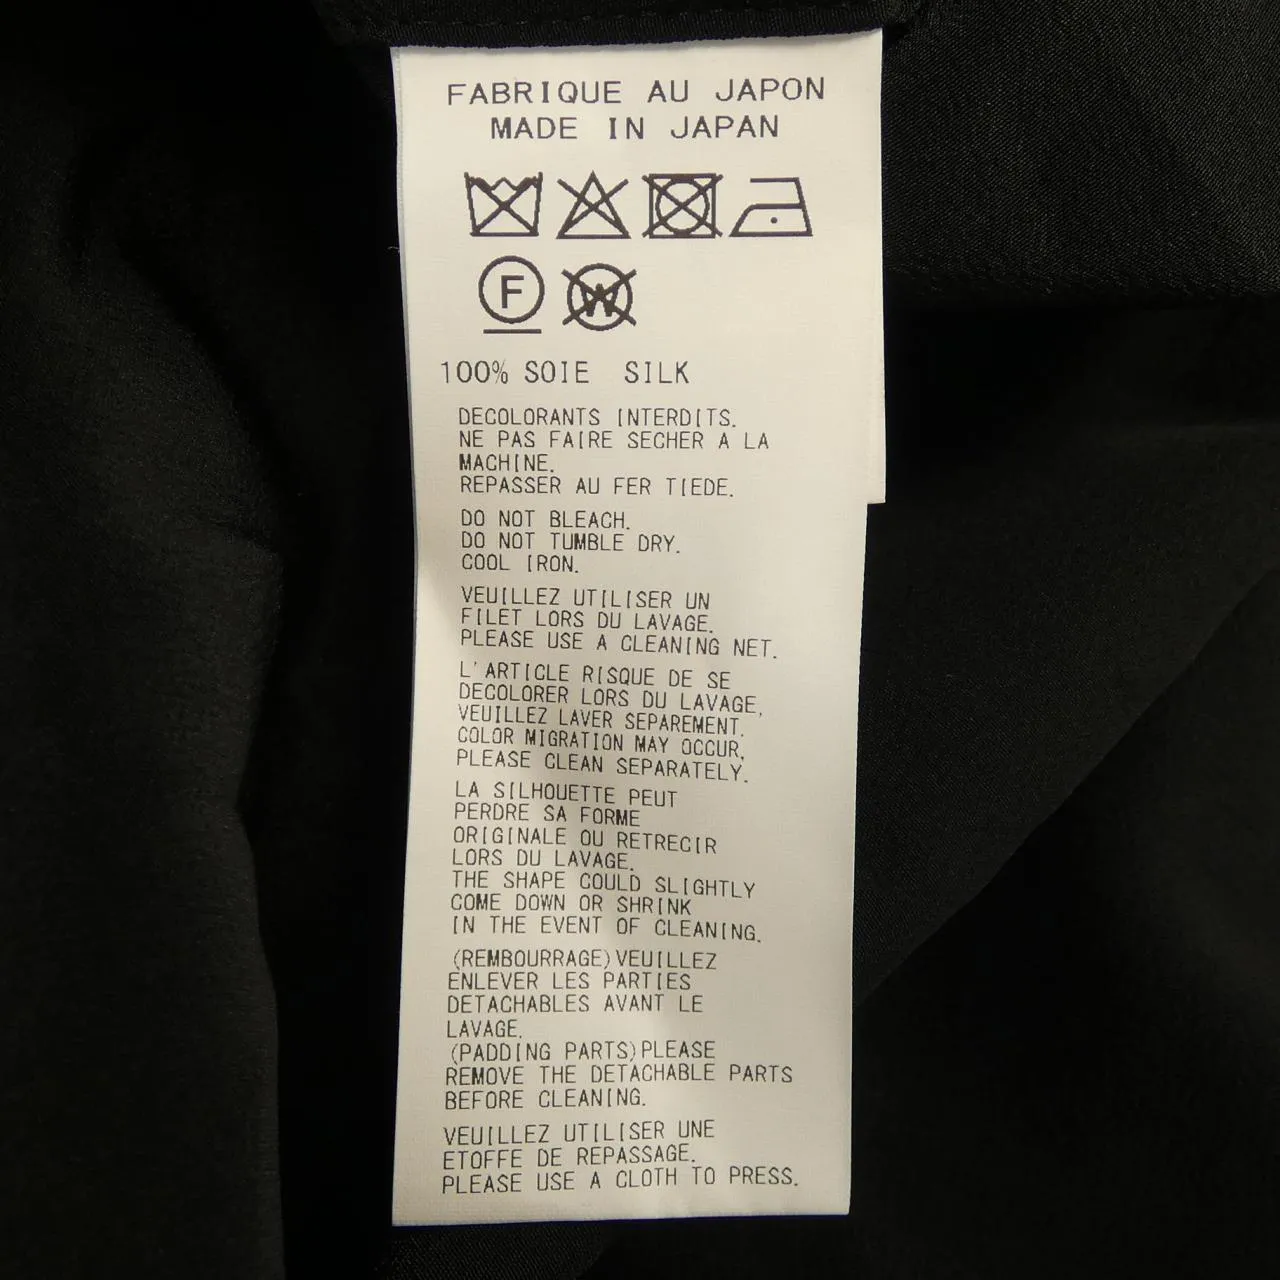 FABRIQUE AU JAPON
MADE IN JAPAN
F
W
100% SOIE SILK
DECOLORANTS INTERDITS.
NE PAS FAIRE SECHER A LA
MACHINE.
REPASSER AU FER TIEDE.
DO NOT BLEACH.
DO NOT TUMBLE DRY.
COOL IRON.
VEUILLEZ UTILISER UN
FILET LORS DU LAVAGE.
PLEASE USE A CLEANING NET.
L'ARTICLE RISQUE DE SE
DECOLORER LORS DU LAVAGE,
VEUILLEZ LAVER SEPAREMENT.
COLOR MIGRATION MAY OCCUR,
PLEASE CLEAN SEPARATELY.
LA SILHOUETTE PEUT
PERDRE SA FORME
ORIGINALE OU RETRECIR
LORS DU LAVAGE.
THE SHAPE COULD SLIGHTLY
COME DOWN OR SHRINK
IN THE EVENT OF CLEANING.
(REMBOURRAGE)VEUILLEZ
ENLEVER LES PARTIES
DETACHABLES AVANT LE
LAVAGE.
(PADDING PARTS)PLEASE
REMOVE THE DETACHABLE PARTS
BEFORE CLEANING.
VEUILLEZ UTILISER UNE
ETOFFE DE REPASSAGE.
PLEASE USE A CLOTH TO PRESS.